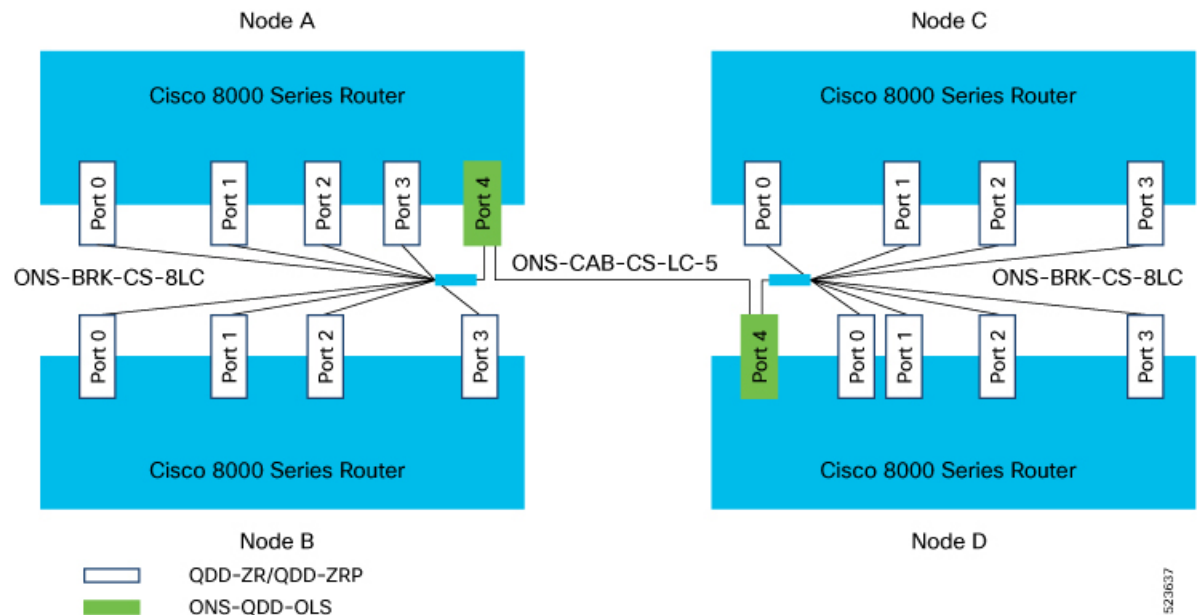 Node A
Node C
Cisco 8000 Series Router
Cisco 8000 Series Router
Port 0
Port 1
Port 2
Port 3
Port 4
Port 0
Port 1
Port 2
Port 3
ONS-BRK-CS-8LC
ONS-CAB-CS-LC-5
ONS-BRK-CS-8LC
Port 0
Port 1
Port 2
Port 3
Port 4
Port 0
Port 1
Port 2
Port 3
Cisco 8000 Series Router
Cisco 8000 Series Router
Node B
Node D
QDD-ZR/QDD-ZRP
ONS-QDD-OLS
523637